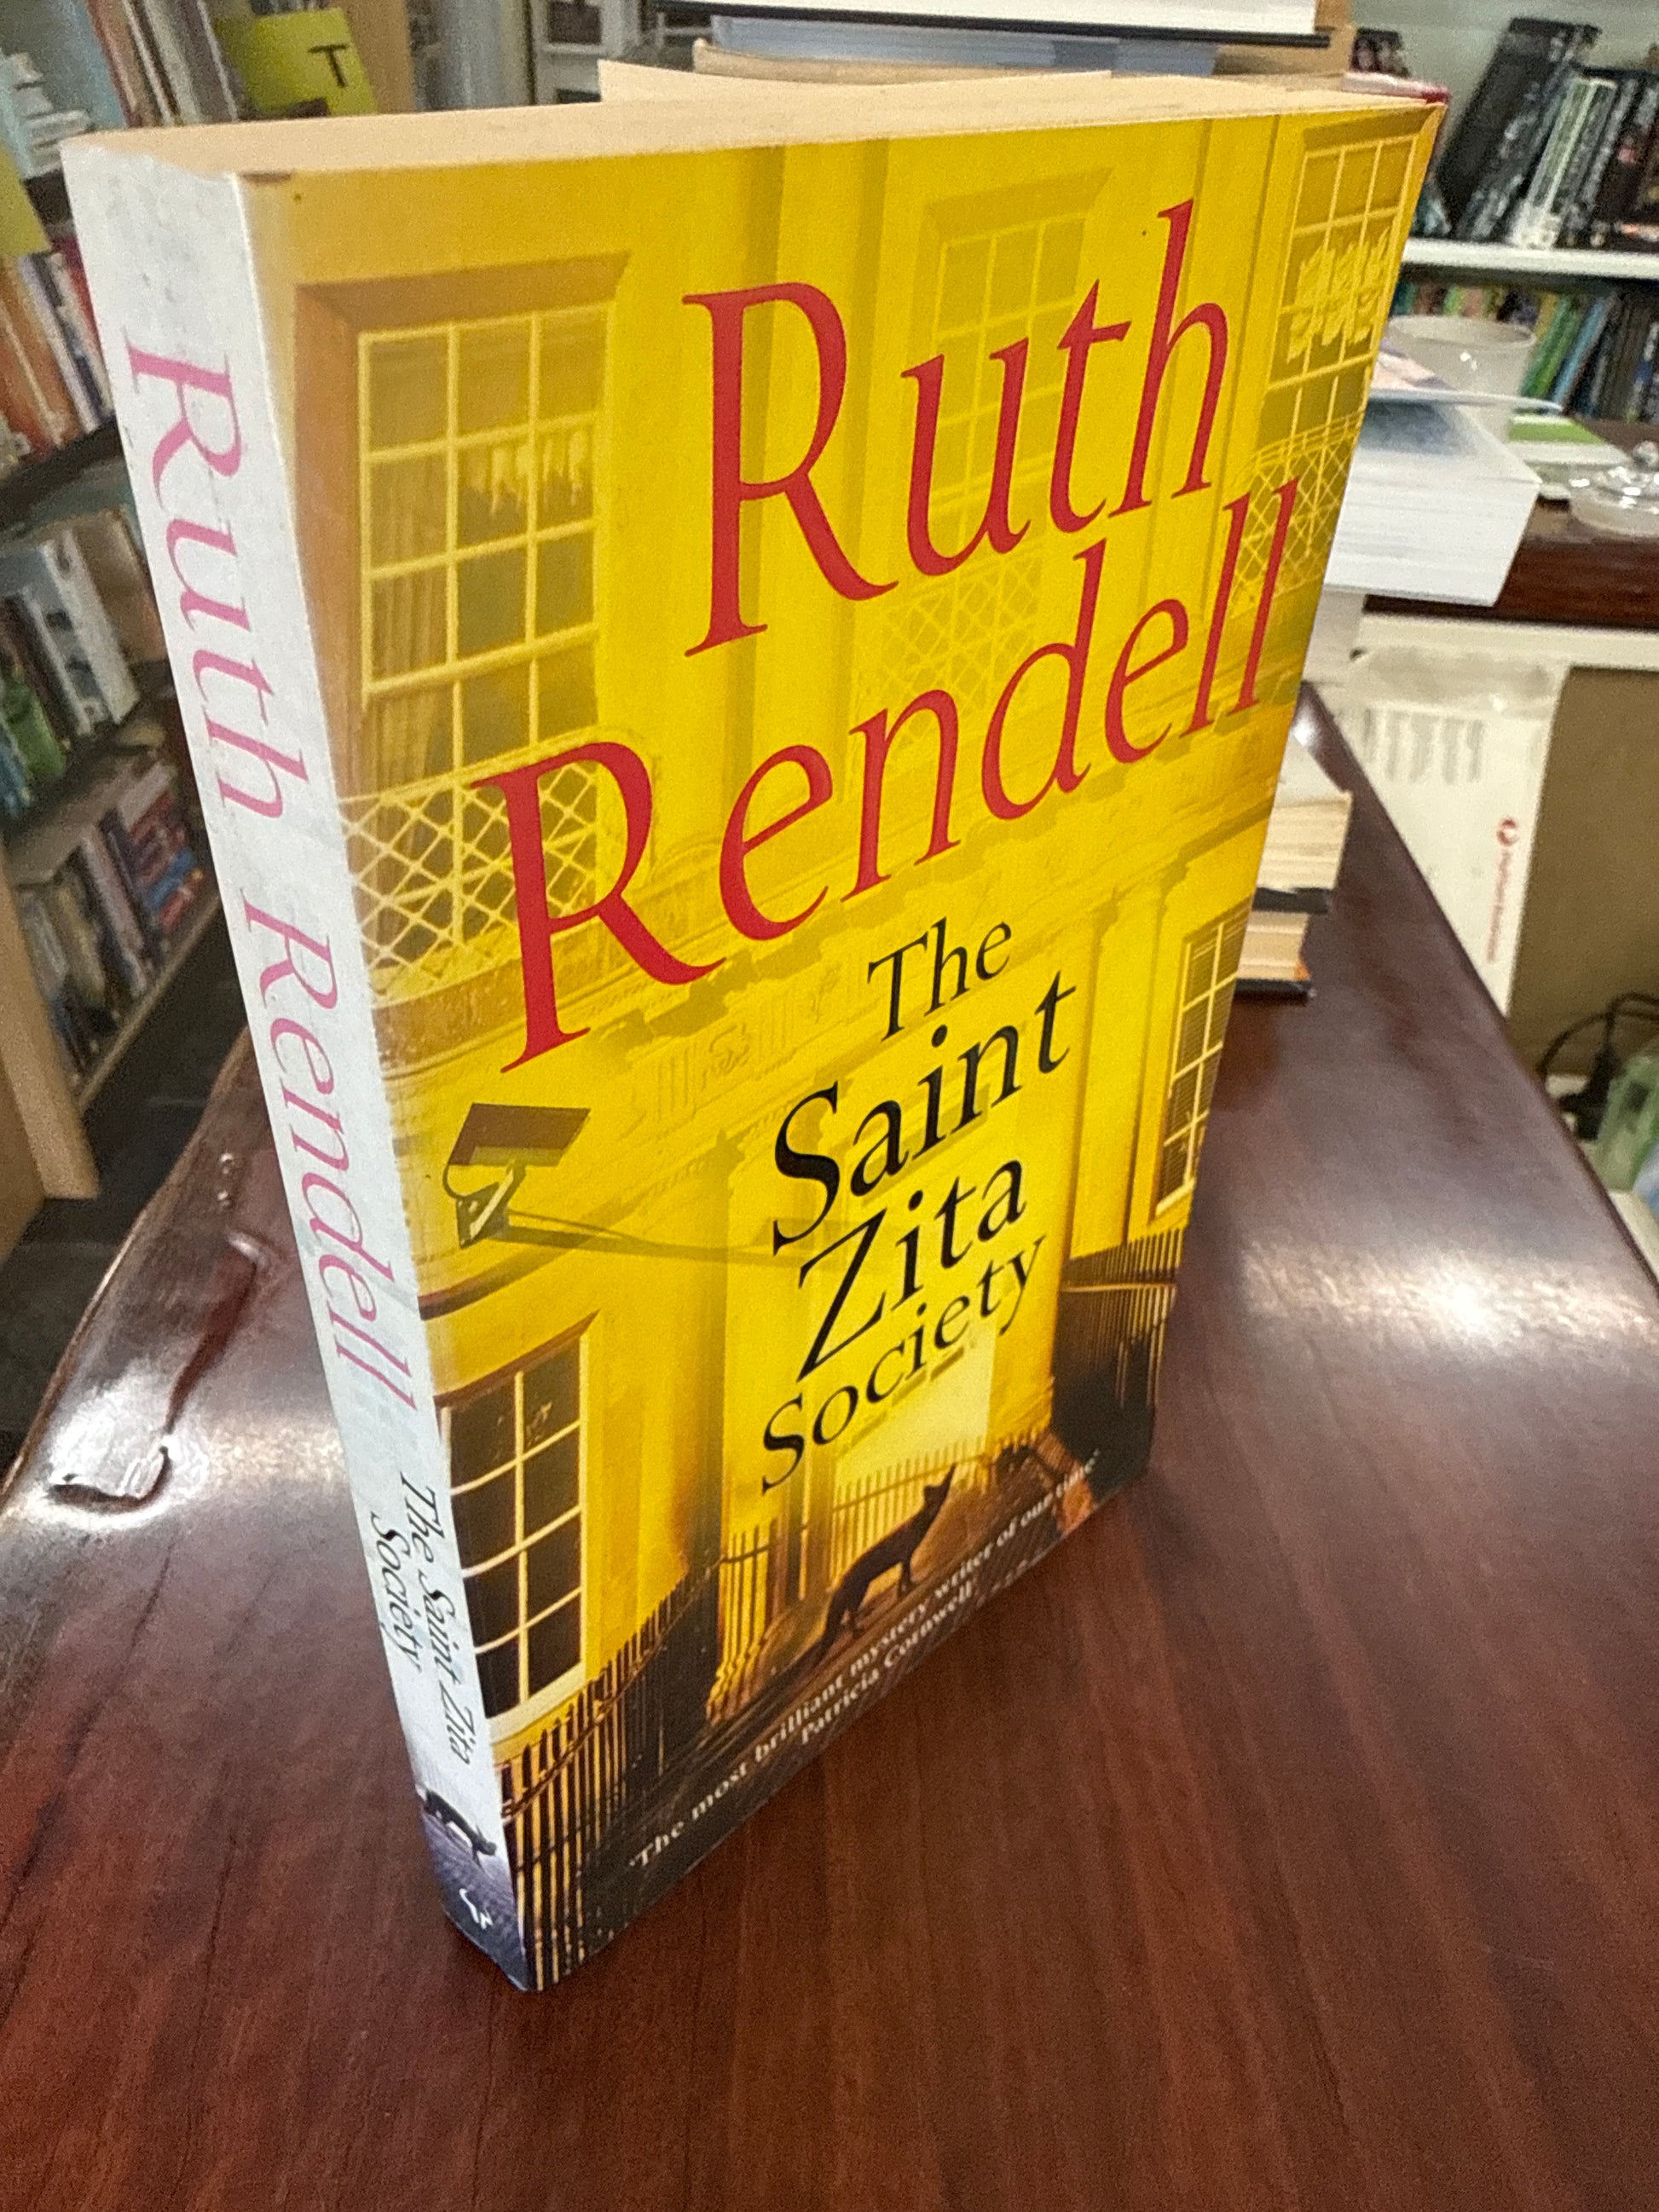 T
Ruth
Rendell
The
Saint
Zita
Society
'The most brilliant mystery writer of our time'
Patricia Cornwell
Ruth Rendell
The Saint Zita
Society